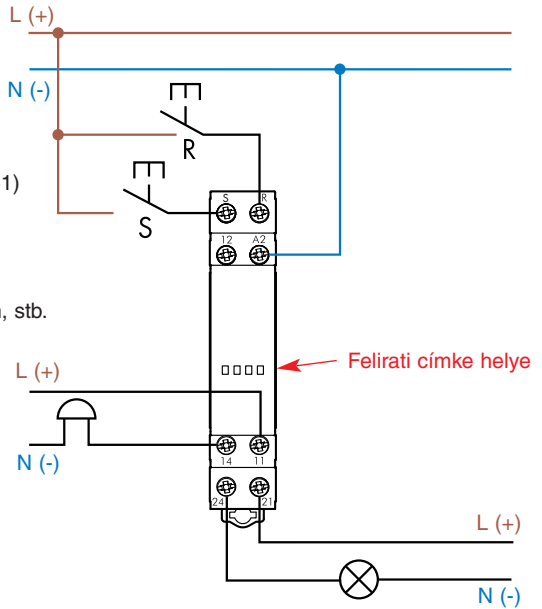 L (+)
N (-)
R
1)
S
S R
12 A2
, stb.
Felirati címke helye
L (+)
N (-)
14 11
24 21
L (+)
N (-)